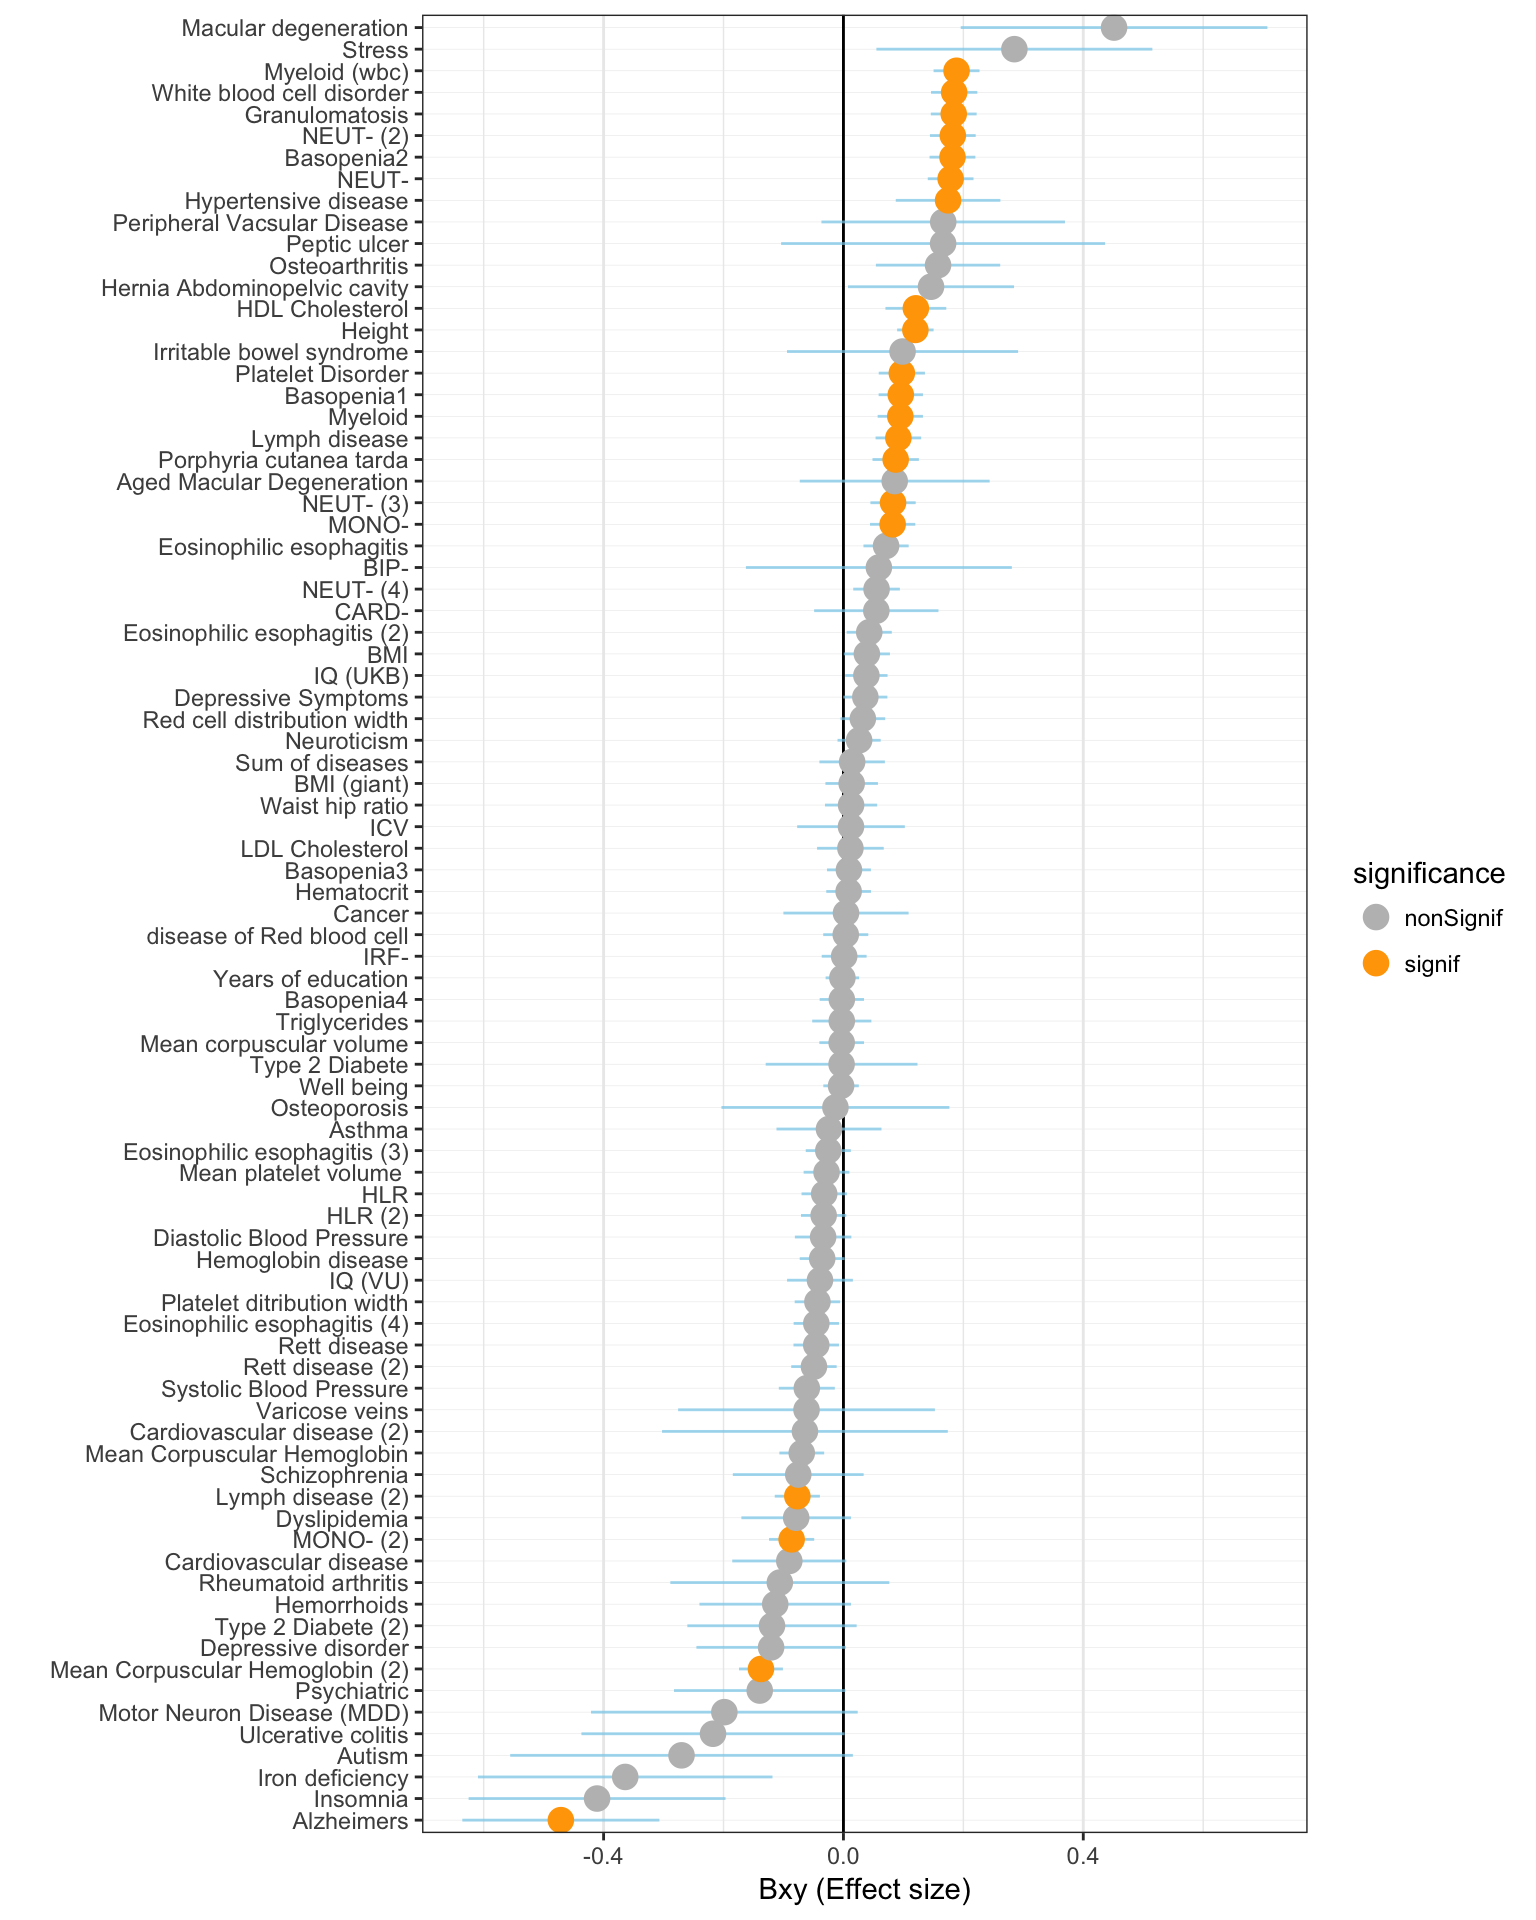 Macular degeneration
Stress
Myeloid (wbc)
White blood cell disorder
Granulomatosis
NEUT- (2)
Basopenia2
NEUT-
Hypertensive disease
Peripheral Vacsular Disease
Peptic ulcer
Osteoarthritis
Hernia Abdominopelvic cavity
HDL Cholesterol
Height
Irritable bowel syndrome
Platelet Disorder
Basopenia1
Myeloid
Lymph disease
Porphyria cutanea tarda
Aged Macular Degeneration
NEUT- (3)
MONO-
Eosinophilic esophagitis
BIP-
NEUT- (4)
CARD-
Eosinophilic esophagitis (2)
BMI
IQ (UKB)
Depressive Symptoms
Red cell distribution width
Neuroticism
Sum of diseases
BMI (giant)
Waist hip ratio
ICV
LDL Cholesterol
Basopenia3
Hematocrit
Cancer
disease of Red blood cell
IRF-
Years of education
Basopenia4
Triglycerides
Mean corpuscular volume
Type 2 Diabete
Well being
Osteoporosis
Asthma
Eosinophilic esophagitis (3)
Mean platelet volume
HLR
HLR (2)
Diastolic Blood Pressure
Hemoglobin disease
IQ (VU)
Platelet ditribution width
Eosinophilic esophagitis (4)
Rett disease
Rett disease (2)
Systolic Blood Pressure
Varicose veins
Cardiovascular disease (2)
Mean Corpuscular Hemoglobin
Schizophrenia
Lymph disease (2)
Dyslipidemia
MONO- (2)
Cardiovascular disease
Rheumatoid arthritis
Hemorrhoids
Type 2 Diabete (2)
Depressive disorder
Mean Corpuscular Hemoglobin (2)
Psychiatric
Motor Neuron Disease (MDD)
Ulcerative colitis
Autism
Iron deficiency
Insomnia
Alzheimers
-0.4 0.0 0.4
Bxy (Effect size)
significance
nonSignif
signif